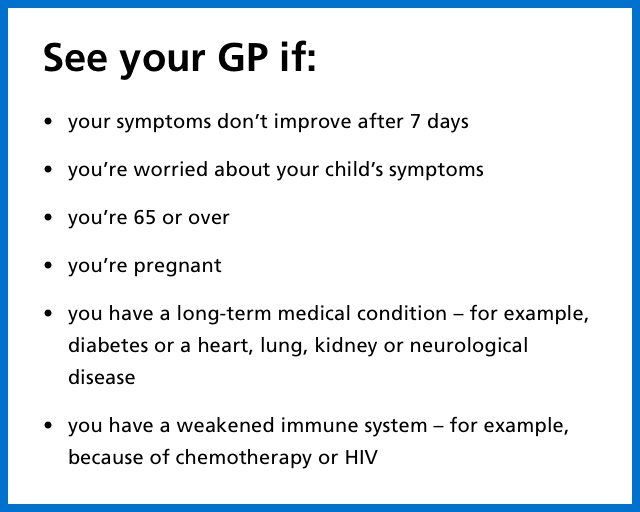 See your GP if:
• your symptoms don’t improve after 7 days
• you’re worried about your child’s symptoms
• you’re 65 or over
• you’re pregnant
• you have a long-term medical condition – for example,
diabetes or a heart, lung, kidney or neurological
disease
• you have a weakened immune system – for example,
because of chemotherapy or HIV